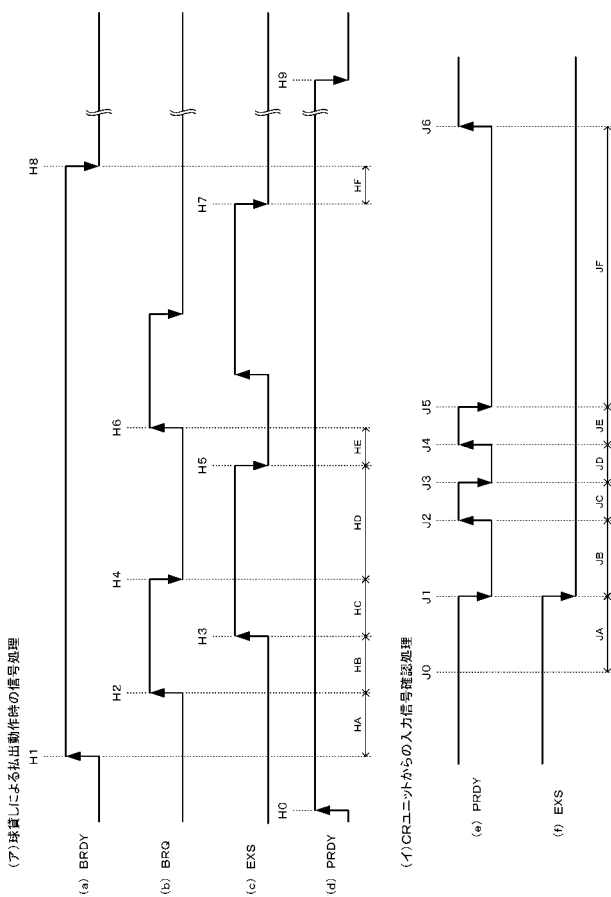 (ア)球貸しによる払出動作時の信号処理
H1
H8
(a) BRDY
H2
H4
H6
(b) BRQ
H3
H5
H7
(c) EXS
H0
H9
(d) PRDY
HA
HB
HC
HD
HE
HF
(イ)CRユニットからの入力信号確認処理
J0
J1
J2
J3
J4
J5
J6
(e) PRDY
(f) EXS
JA
JB
JC
JD
JE
JF